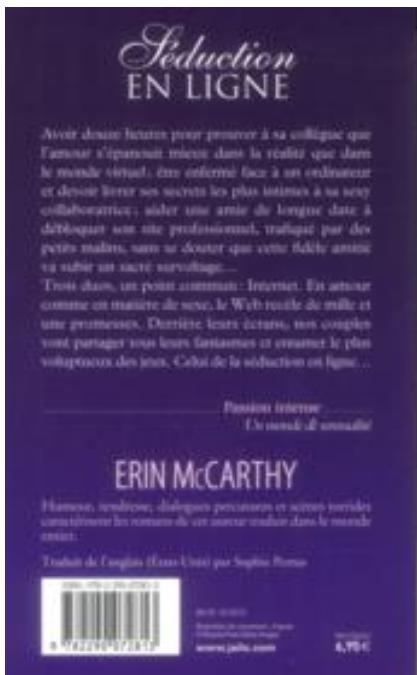 Séduction
EN LIGNE
Avoir douze heures pour prouver à sa collègue que
l'amour s'épanouit mieux dans la réalité que dans
le monde virtuel ; être enfermé face à un ordinateur
et devoir livrer ses secrets les plus intimes à sa sexy
collaboratrice ; aider une amie de longue date à
débloquer son site professionnel, trafiqué par des
petits malins, sans se douter que cette fidèle amitié
va subir un sacré survoltage...
Trois duos, un point commun : Internet. En amour
comme en matière de sexe, le Web recèle de mille et
une promesses. Derrière leurs écrans, nos couples
vont partager tous leurs fantasmes et entamer le plus
voluptueux des jeux. Celui de la séduction en ligne...
Passion intense
Un monde de sensualité
ERIN McCARTHY
Humour, tendresse, dialogues percutants et scènes torrides
caractérisent les romans de cet auteur traduit dans le monde
entier.
Traduit de l'anglais (États-Unis) par Sophie
www.jailu.com
6,95 €